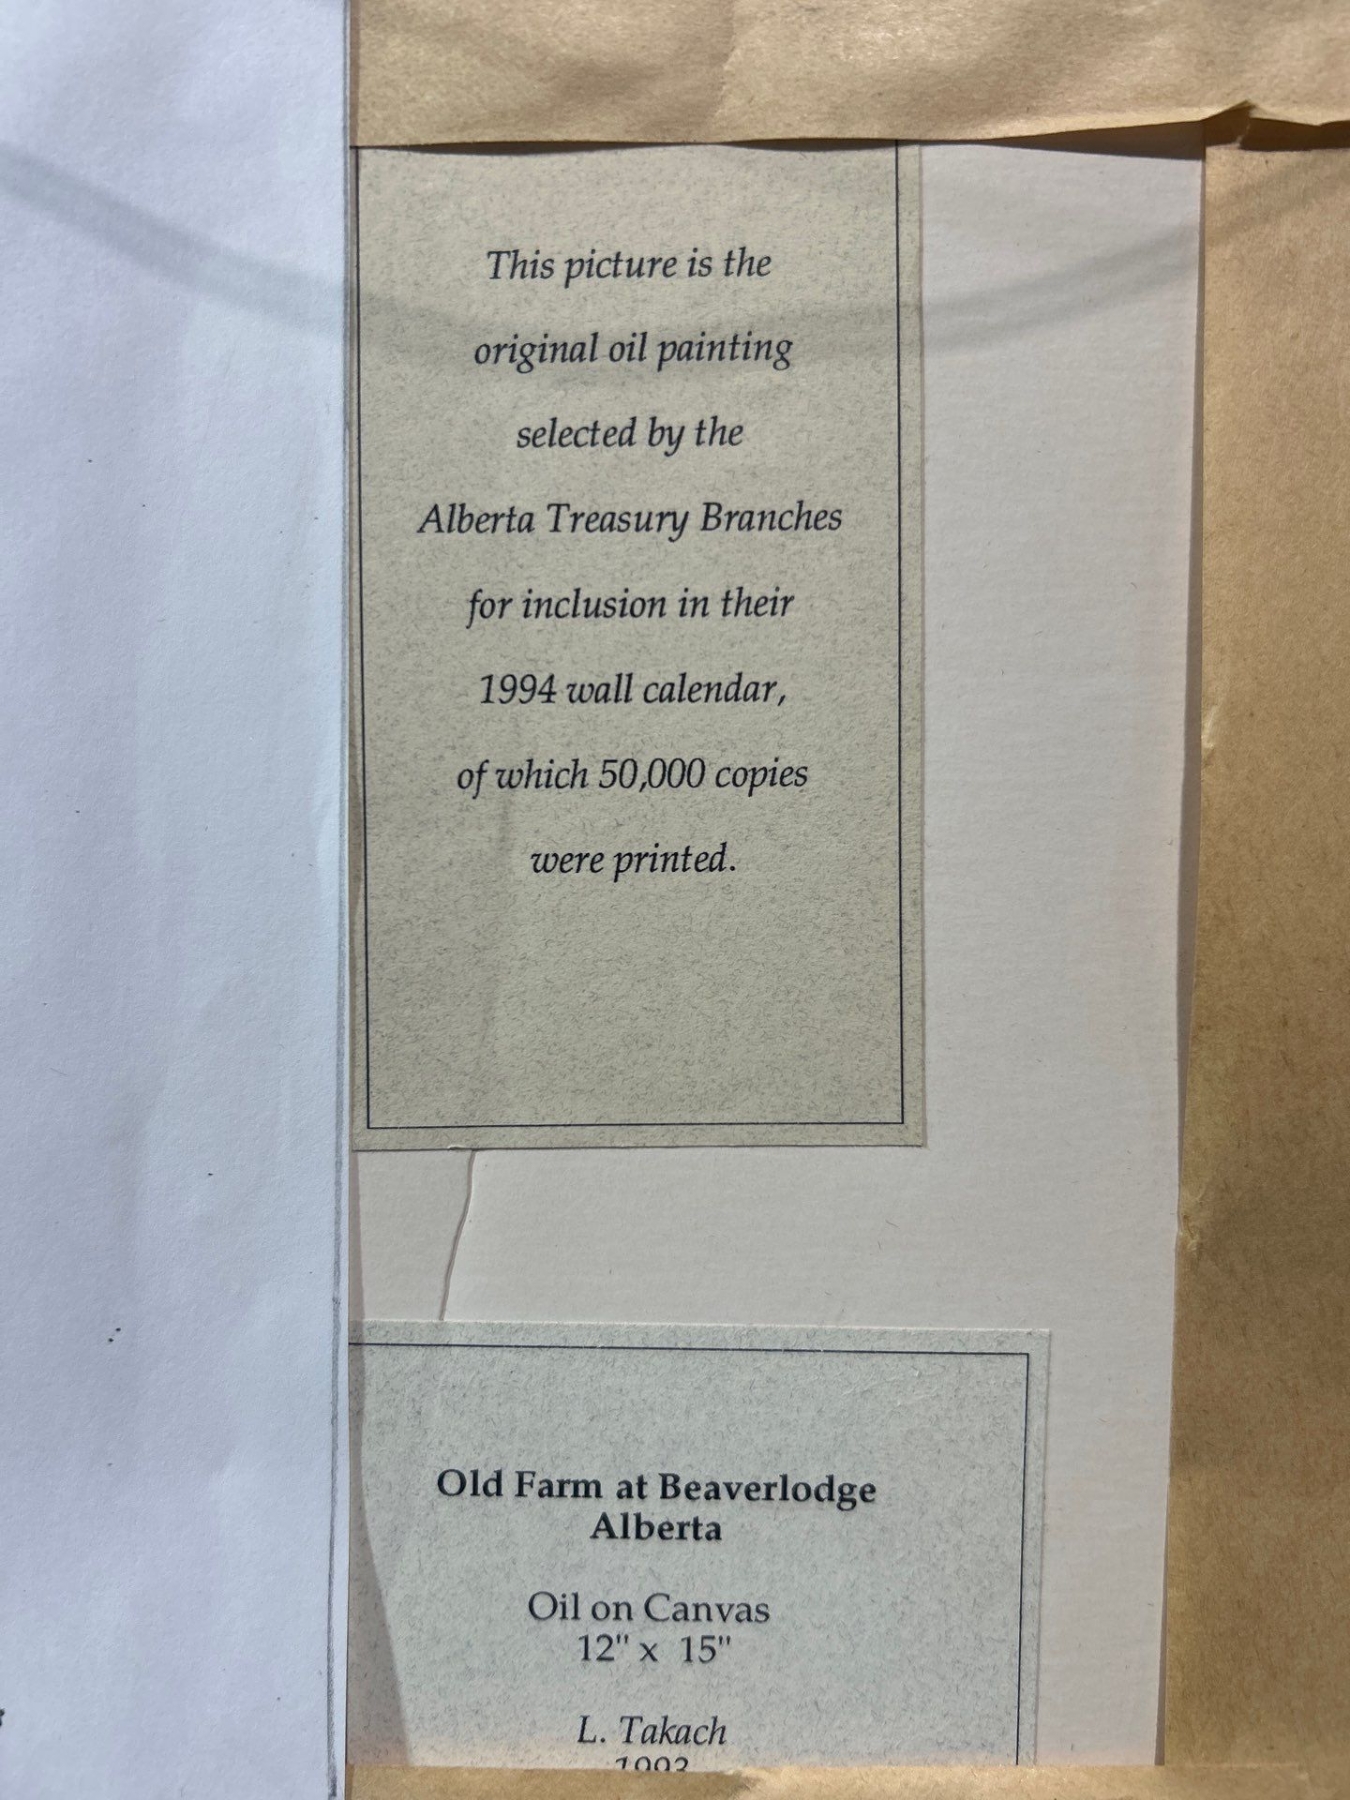 This picture is the
original oil painting
selected by the
Alberta Treasury Branches
for inclusion in their
1994 wall calendar,
of which 50,000 copies
were printed.
Old Farm at Beaverlodge
Alberta
Oil on Canvas
12" x 15"
L. Takach
1993